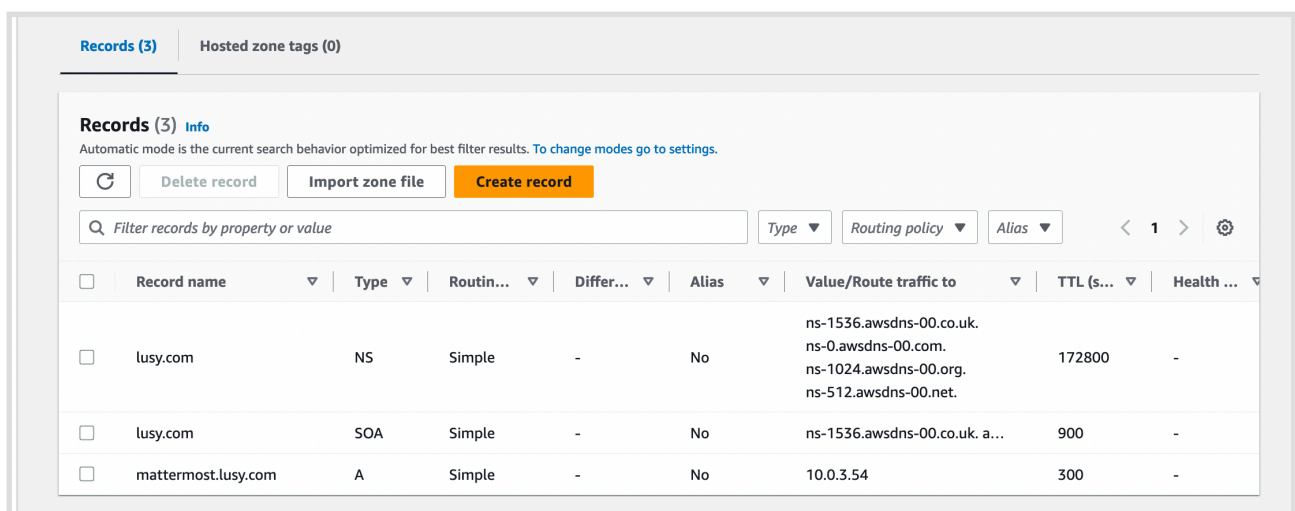 Records (3) Hosted zone tags (0)
Records (3) Info
Automatic mode is the current search behavior optimized for best filter results. To change modes go to settings.
Delete record Import zone file Create record
Filter records by property or value Type Routing policy Alias 1
Record name Type Routin... Differ... Alias Value/Route traffic to TTL (s... Health ...
lusy.com NS Simple - No ns-1536.awsdns-00.co.uk. 172800 -
ns-0.awsdns-00.com.
ns-1024.awsdns-00.org.
ns-512.awsdns-00.net.
lusy.com SOA Simple - No ns-1536.awsdns-00.co.uk. a... 900 -
mattermost.lusy.com A Simple - No 10.0.3.54 300 -